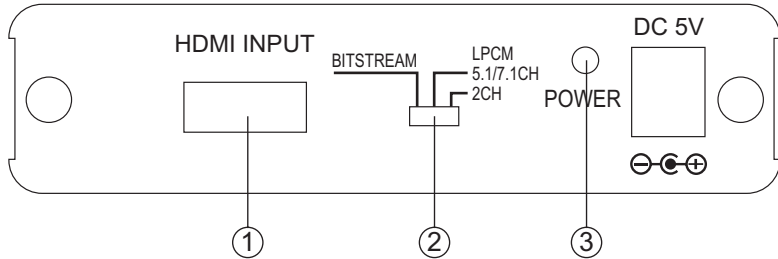 HDMI INPUT
BITSTREAM
LPCM
5.1/7.1CH
2CH
POWER
DC 5V
1
2
3